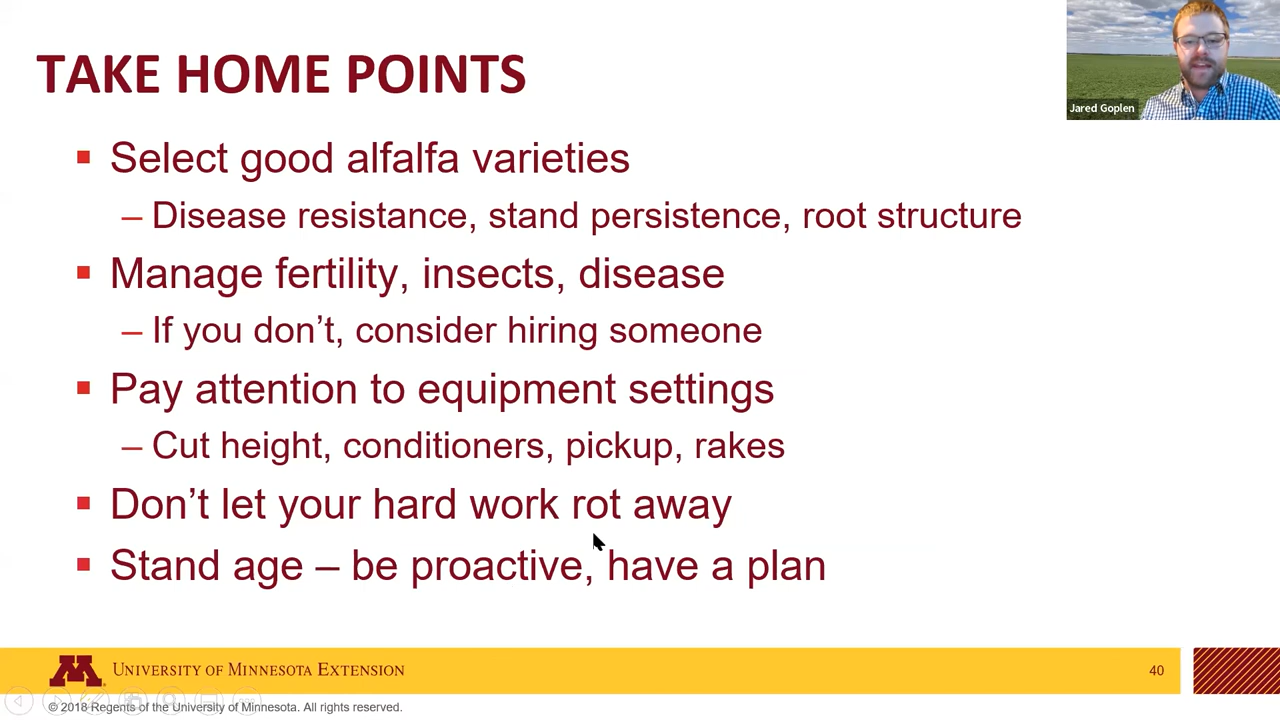 TAKE HOME POINTS
Jared Goplen
▪ Select good alfalfa varieties
– Disease resistance, stand persistence, root structure
▪ Manage fertility, insects, disease
– If you don’t, consider hiring someone
▪ Pay attention to equipment settings
– Cut height, conditioners, pickup, rakes
▪ Don’t let your hard work rot away
▪ Stand age – be proactive, have a plan
M UNIVERSITY OF MINNESOTA EXTENSION
40
© 2018 Regents of the University of Minnesota. All rights reserved.